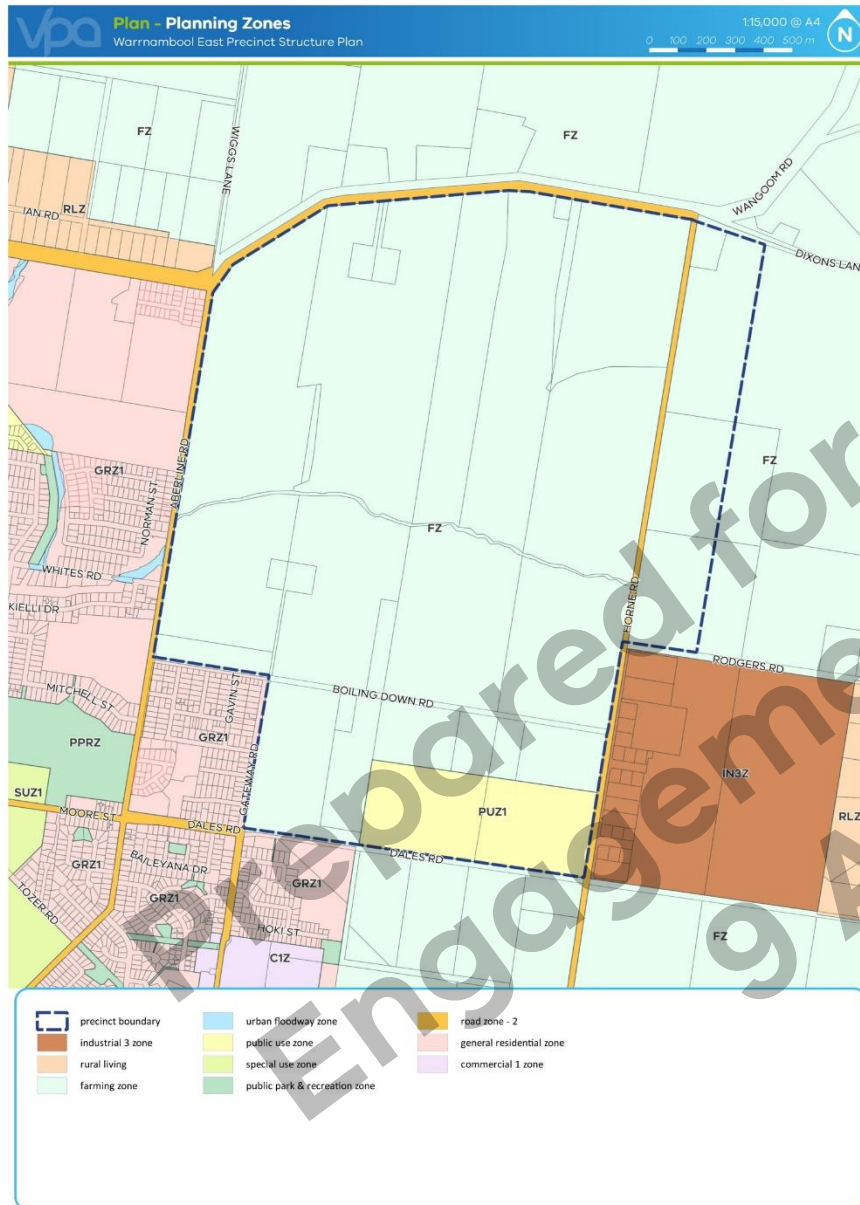 vpa
Plan - Planning Zones
Warrnambool East Precinct Structure Plan
1:15,000 @ A4
0 100 200 300 400 500 m
N
FZ
WIGGS LANE
FZ
WANGOOM RD
RLZ
IAN RD
DIXONS LAN
GRZ1
NORMAN ST
ABERLINE RD
FZ
FZ
WHITES RD
KIELLI DR
HORNE RD
RODGERS RD
MITCHELL ST
GAVIN ST
BOILING DOWN RD
GRZ1
PPRZ
GATEWAY RD
IN3Z
SUZ1
MOORE ST
DALES RD
PUZ1
RLZ
DALES RD
GRZ1
BAILEYANA DR
GRZ1
GRZ1
TOZER RD
HOKI ST
C1Z
FZ
Prepared for
Engageme
9 A
precinct boundary
industrial 3 zone
rural living
farming zone
urban floodway zone
public use zone
special use zone
public park & recreation zone
road zone - 2
general residential zone
commercial 1 zone